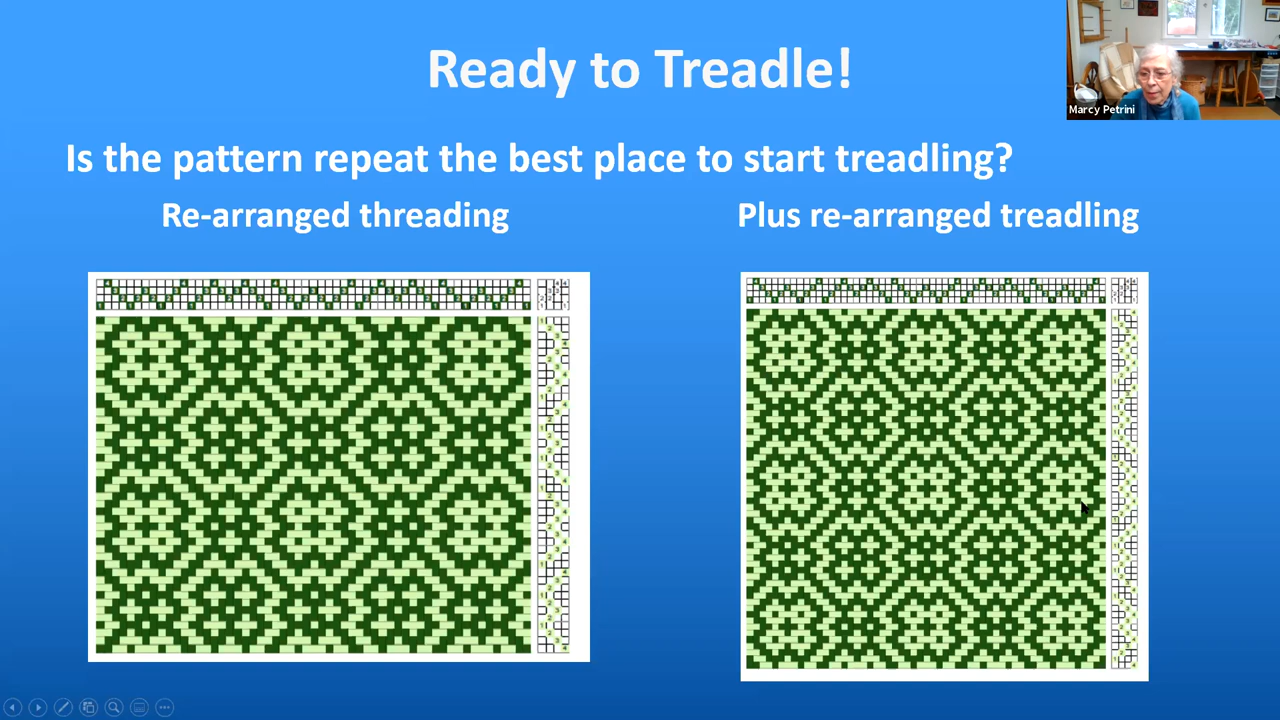 Ready to Treadle!
Marcy Petrini
Is the pattern repeat the best place to start treadling?
Re-arranged threading
Plus re-arranged treadling